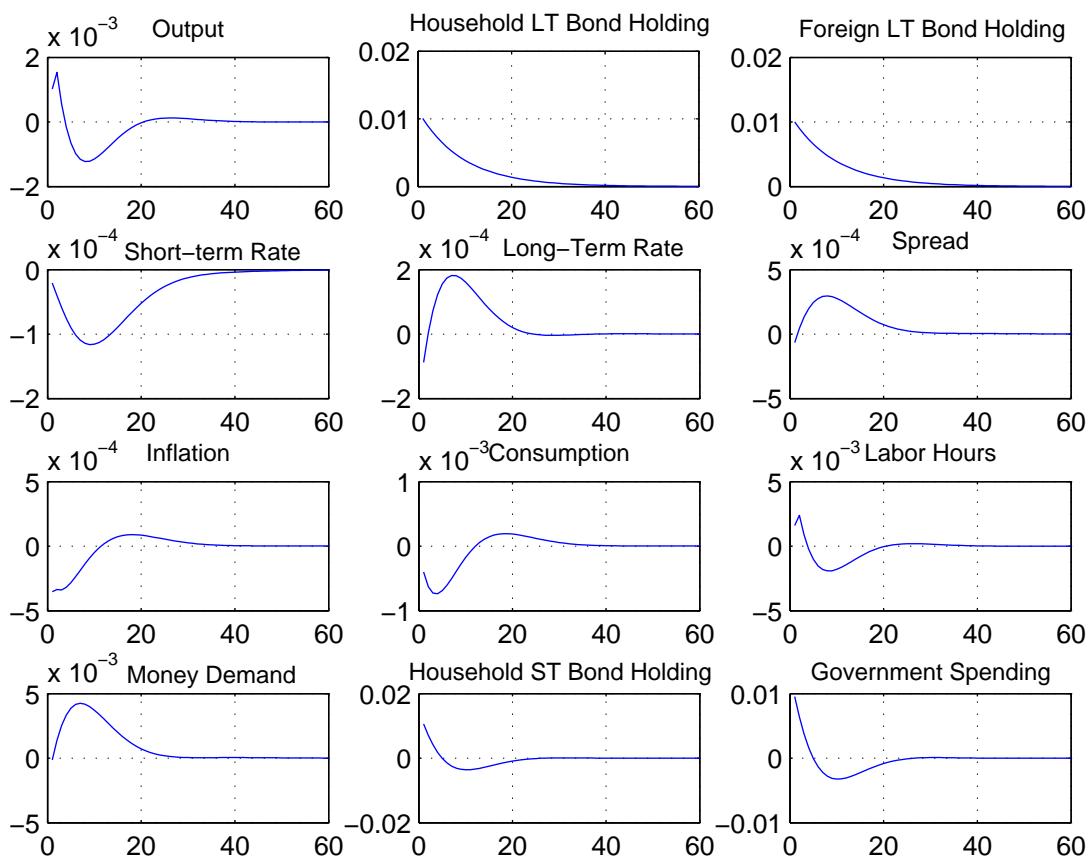 x 10⁻³ Output
2
0
−2
0 20 40 60
Household LT Bond Holding
0.02
0.01
0
0 20 40 60
Foreign LT Bond Holding
0.02
0.01
0
0 20 40 60
x 10⁻⁴ Short−term Rate
0
−1
−2
0 20 40 60
x 10⁻⁴ Long−Term Rate
2
0
−2
0 20 40 60
x 10⁻⁴ Spread
5
0
−5
0 20 40 60
x 10⁻⁴ Inflation
5
0
−5
0 20 40 60
x 10⁻³ Consumption
1
0
−1
0 20 40 60
x 10⁻³ Labor Hours
5
0
−5
0 20 40 60
x 10⁻³ Money Demand
5
0
−5
0 20 40 60
Household ST Bond Holding
0.02
0
−0.02
0 20 40 60
Government Spending
0.01
0
−0.01
0 20 40 60